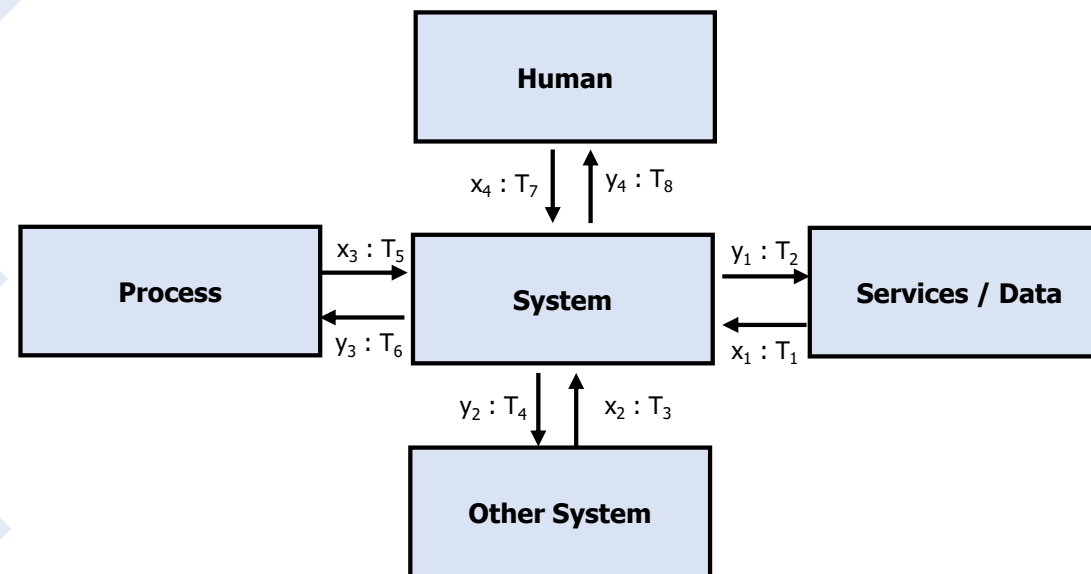 Human
x₄ : T₇
y₄ : T₈
x₃ : T₅
y₁ : T₂
Process
System
Services / Data
y₃ : T₆
x₁ : T₁
y₂ : T₄
x₂ : T₃
Other System